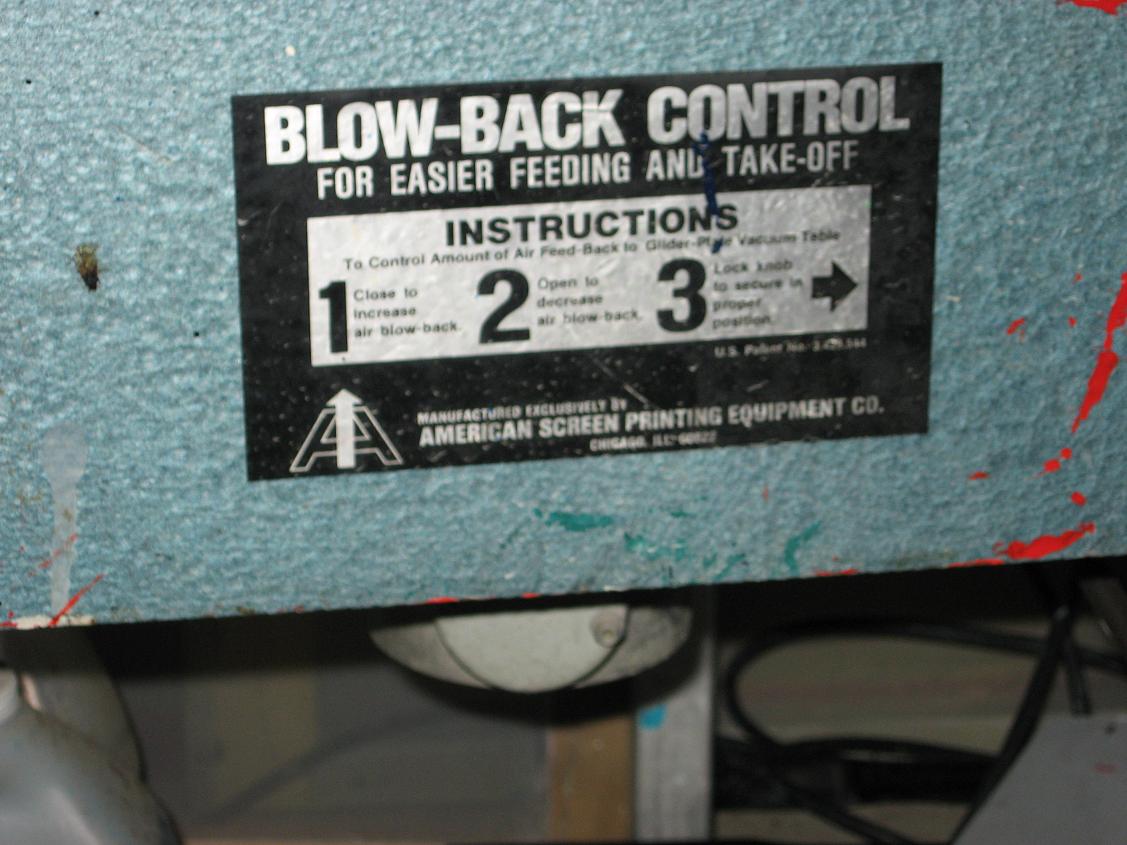 BLOW-BACK CONTROL
FOR EASIER FEEDING AND TAKE-OFF
INSTRUCTIONS
To Control Amount of Air Feed-Back to Glider-Plate Vacuum Table
1 Close to
increase
air blow-back.
2 Open to
decrease
air blow-back.
3 Lock knob
to secure in
proper
position.
U.S. Patent No.
MANUFACTURED EXCLUSIVELY BY
AMERICAN SCREEN PRINTING EQUIPMENT CO.
CHICAGO, ILL. 60622